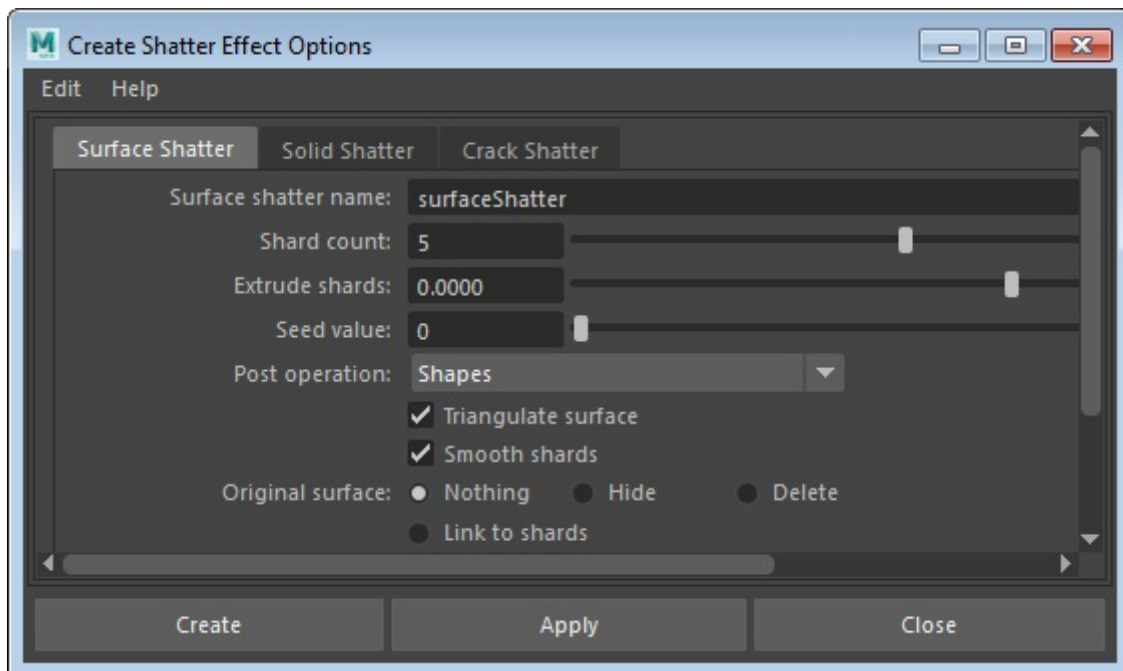 M Create Shatter Effect Options
Edit Help
Surface Shatter Solid Shatter Crack Shatter
Surface shatter name: surfaceShatter
Shard count: 5
Extrude shards: 0.0000
Seed value: 0
Post operation: Shapes
Triangulate surface
Smooth shards
Original surface: Nothing Hide Delete
Link to shards
Create Apply Close